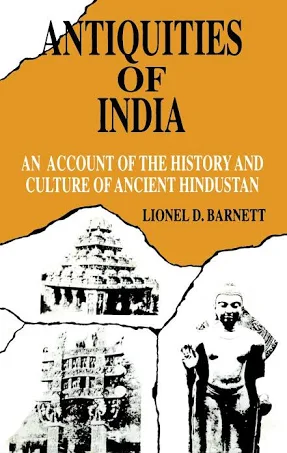 ANTIQUITIES
OF
INDIA
AN ACCOUNT OF THE HISTORY AND
CULTURE OF ANCIENT HINDUSTAN
LIONEL D. BARNETT